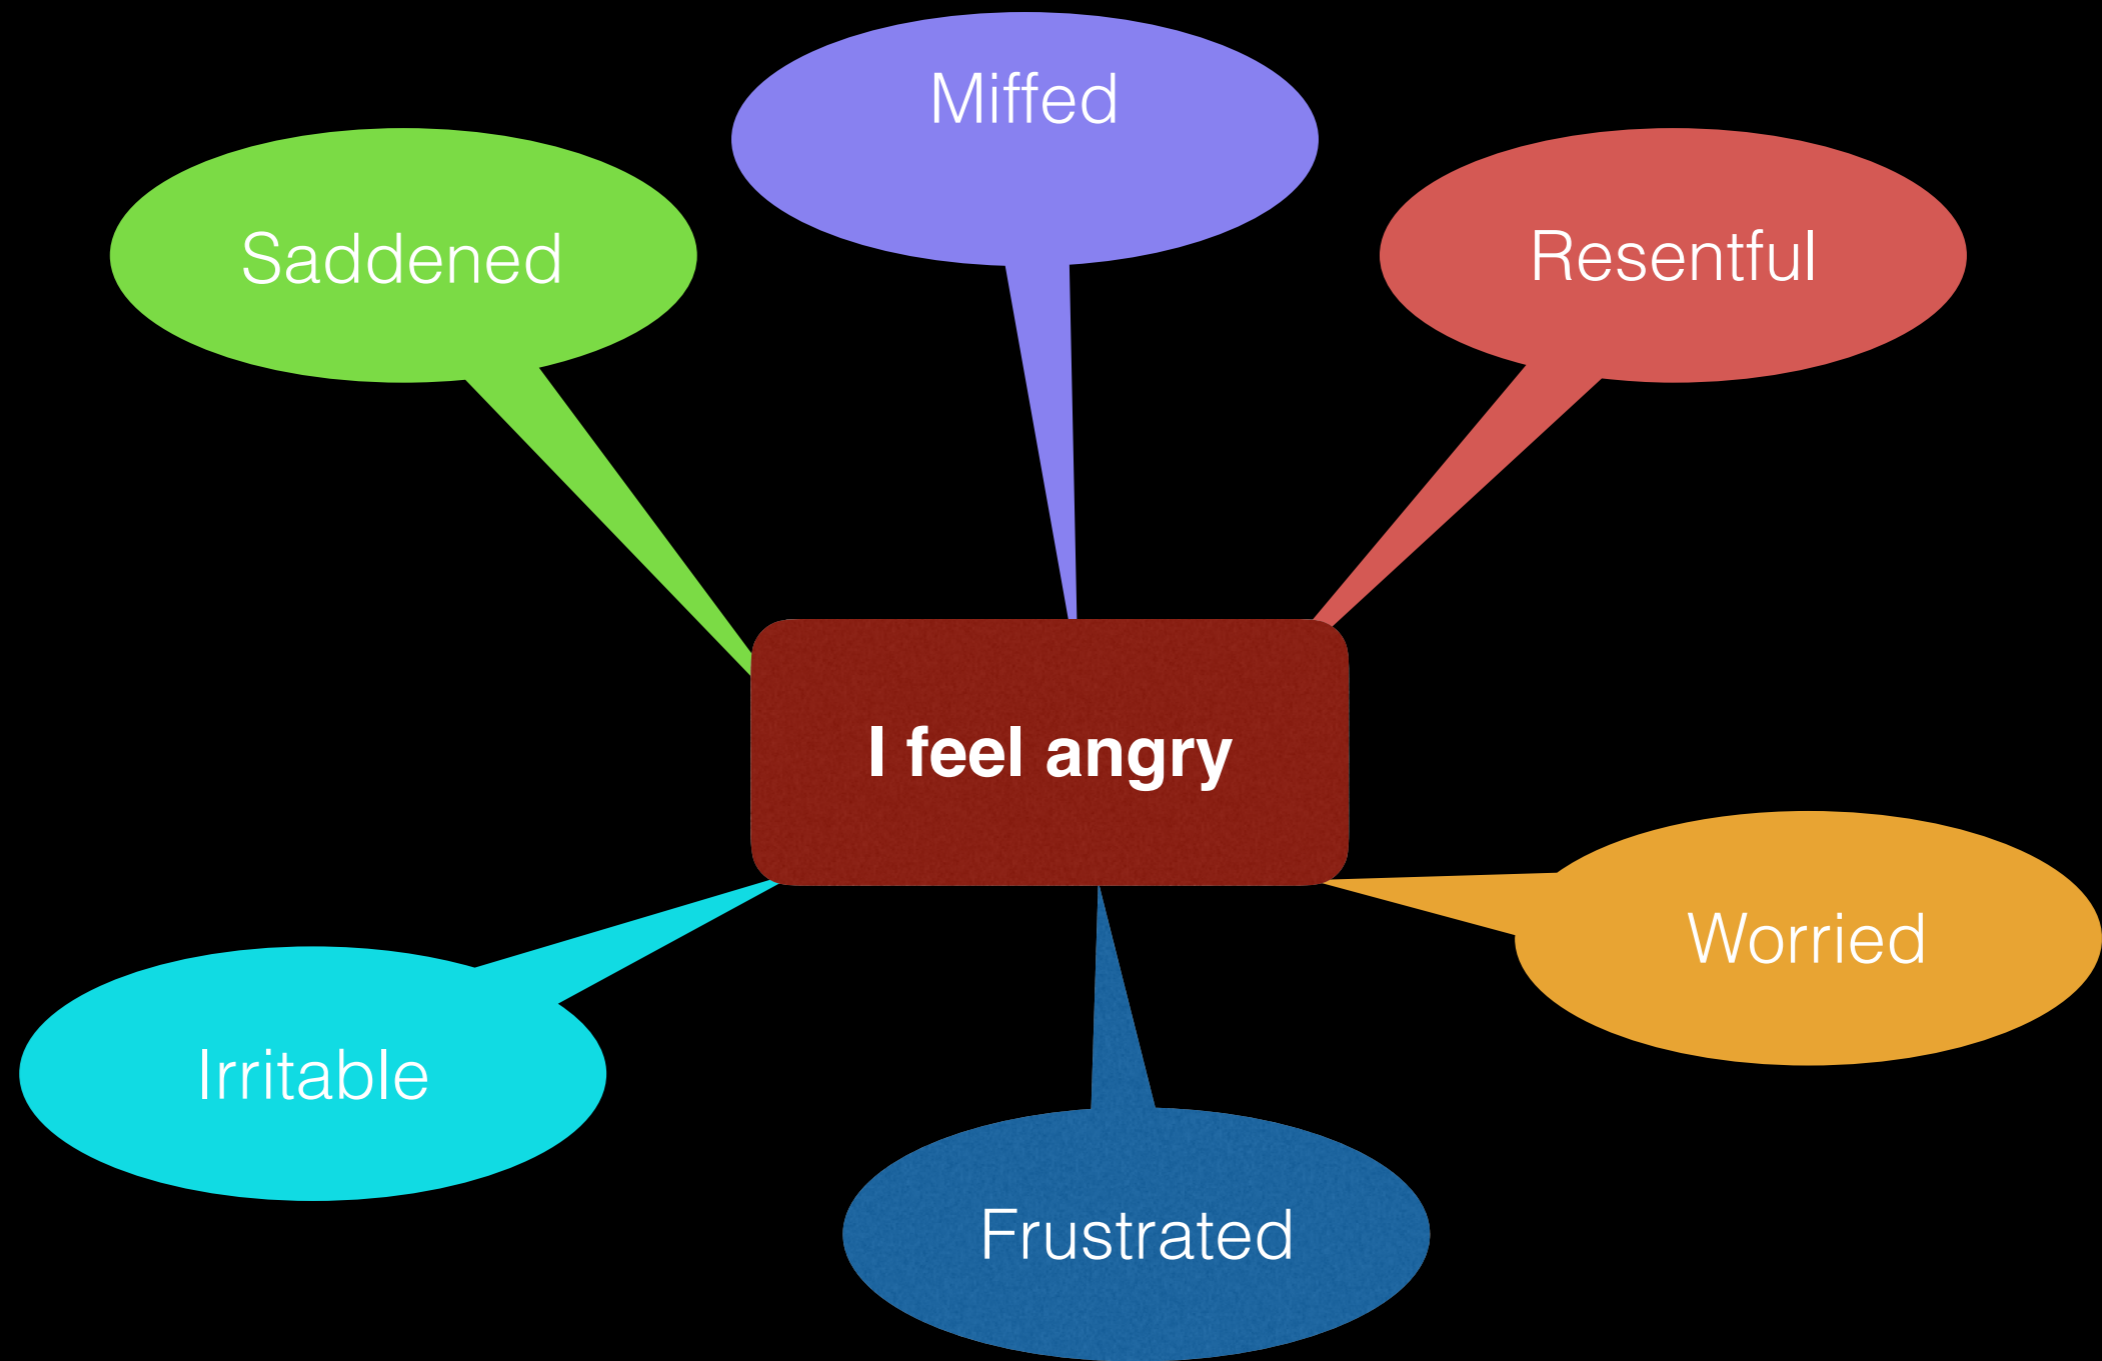 Miffed
Saddened
Resentful
I feel angry
Worried
Irritable
Frustrated